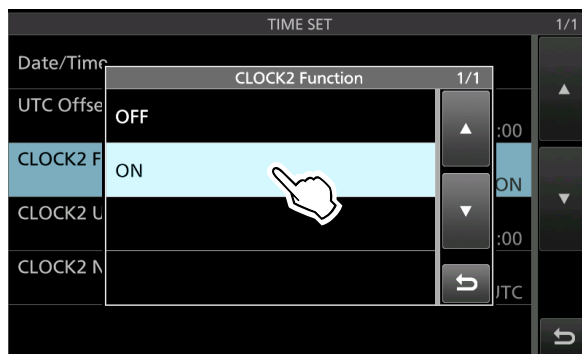 TIME SET 1/1
Date/Time
CLOCK2 Function 1/1
UTC Offse
OFF
:00
CLOCK2 F
ON
ON
CLOCK2 U
:00
CLOCK2 N
UTC